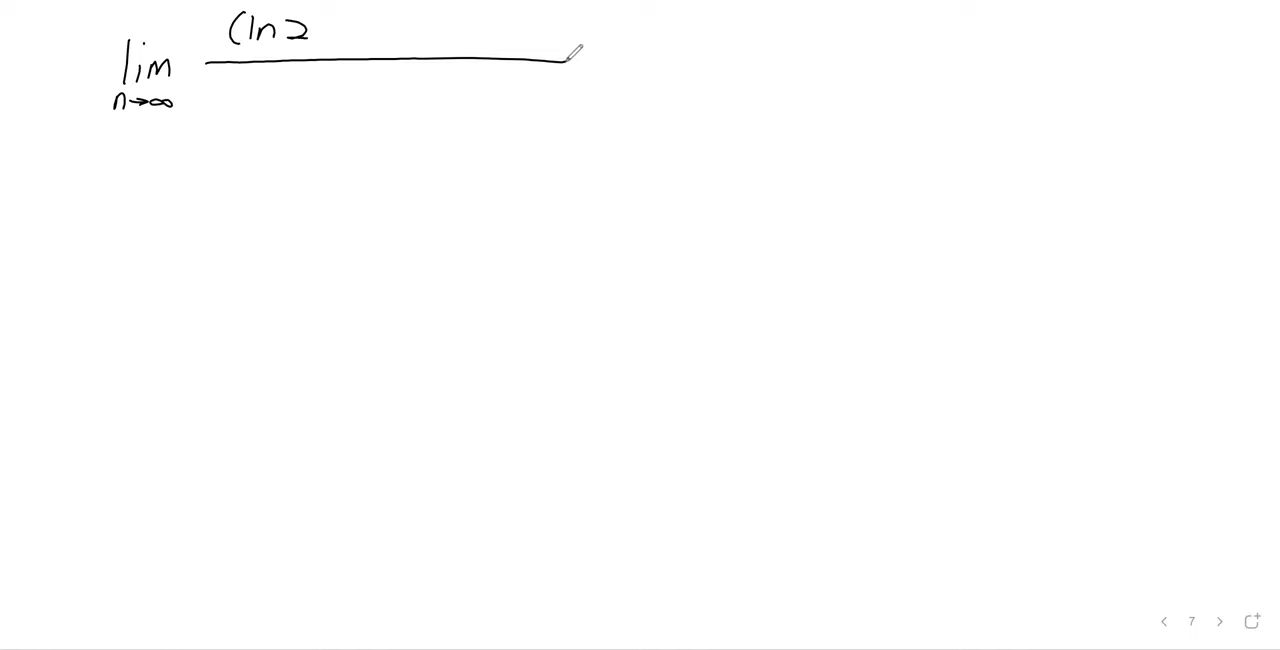 (ln 2
lim
n→∞
< 7 >